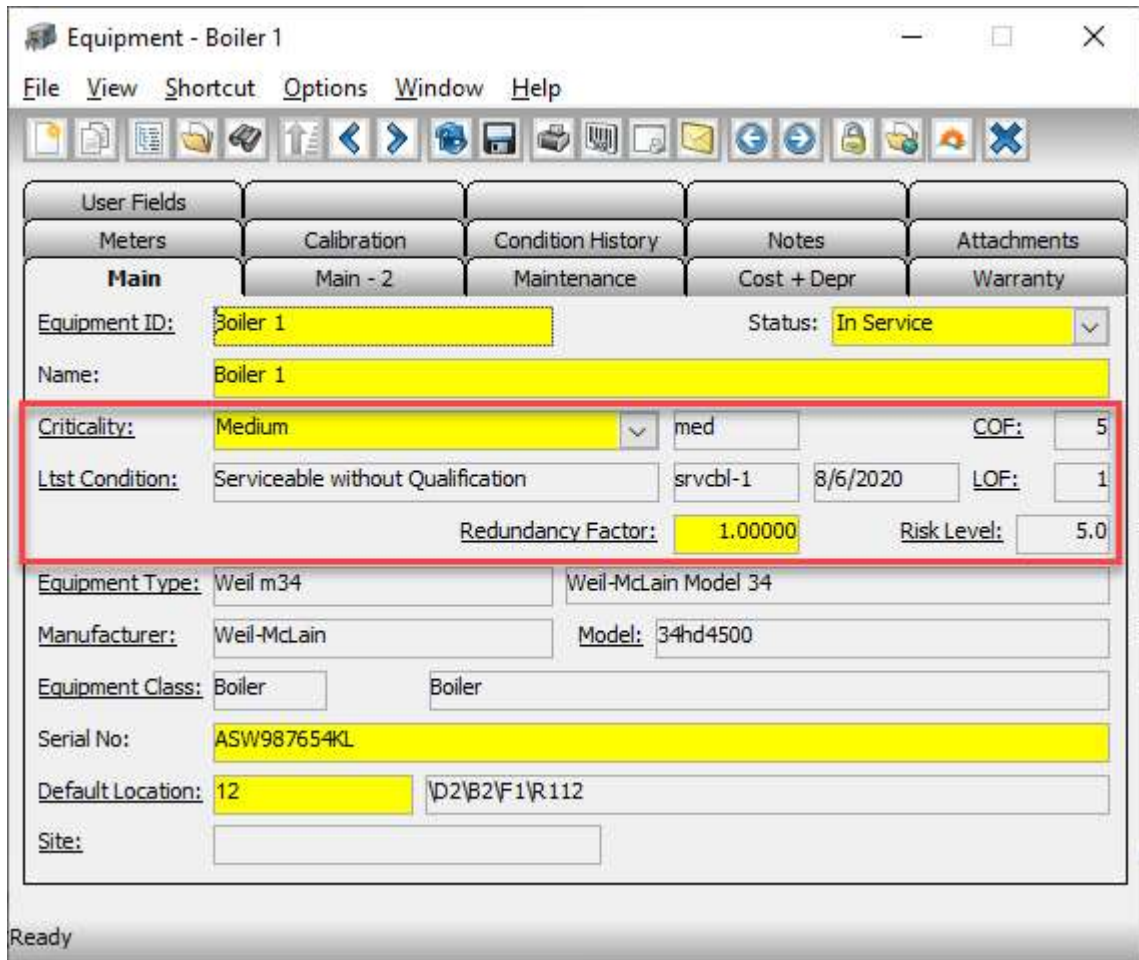 Equipment - Boiler 1
File View Shortcut Options Window Help
User Fields
Meters Calibration Condition History Notes Attachments
Main Main - 2 Maintenance Cost + Depr Warranty
Equipment ID: Boiler 1 Status: In Service
Name: Boiler 1
Criticality: Medium med COF: 5
Ltst Condition: Serviceable without Qualification srvcbl-1 8/6/2020 LOF: 1
Redundancy Factor: 1.00000 Risk Level: 5.0
Equipment Type: Weil m34 Weil-McLain Model 34
Manufacturer: Weil-McLain Model: 34hd4500
Equipment Class: Boiler Boiler
Serial No: ASW987654KL
Default Location: 12 \D2\B2\F1\R112
Site:
Ready